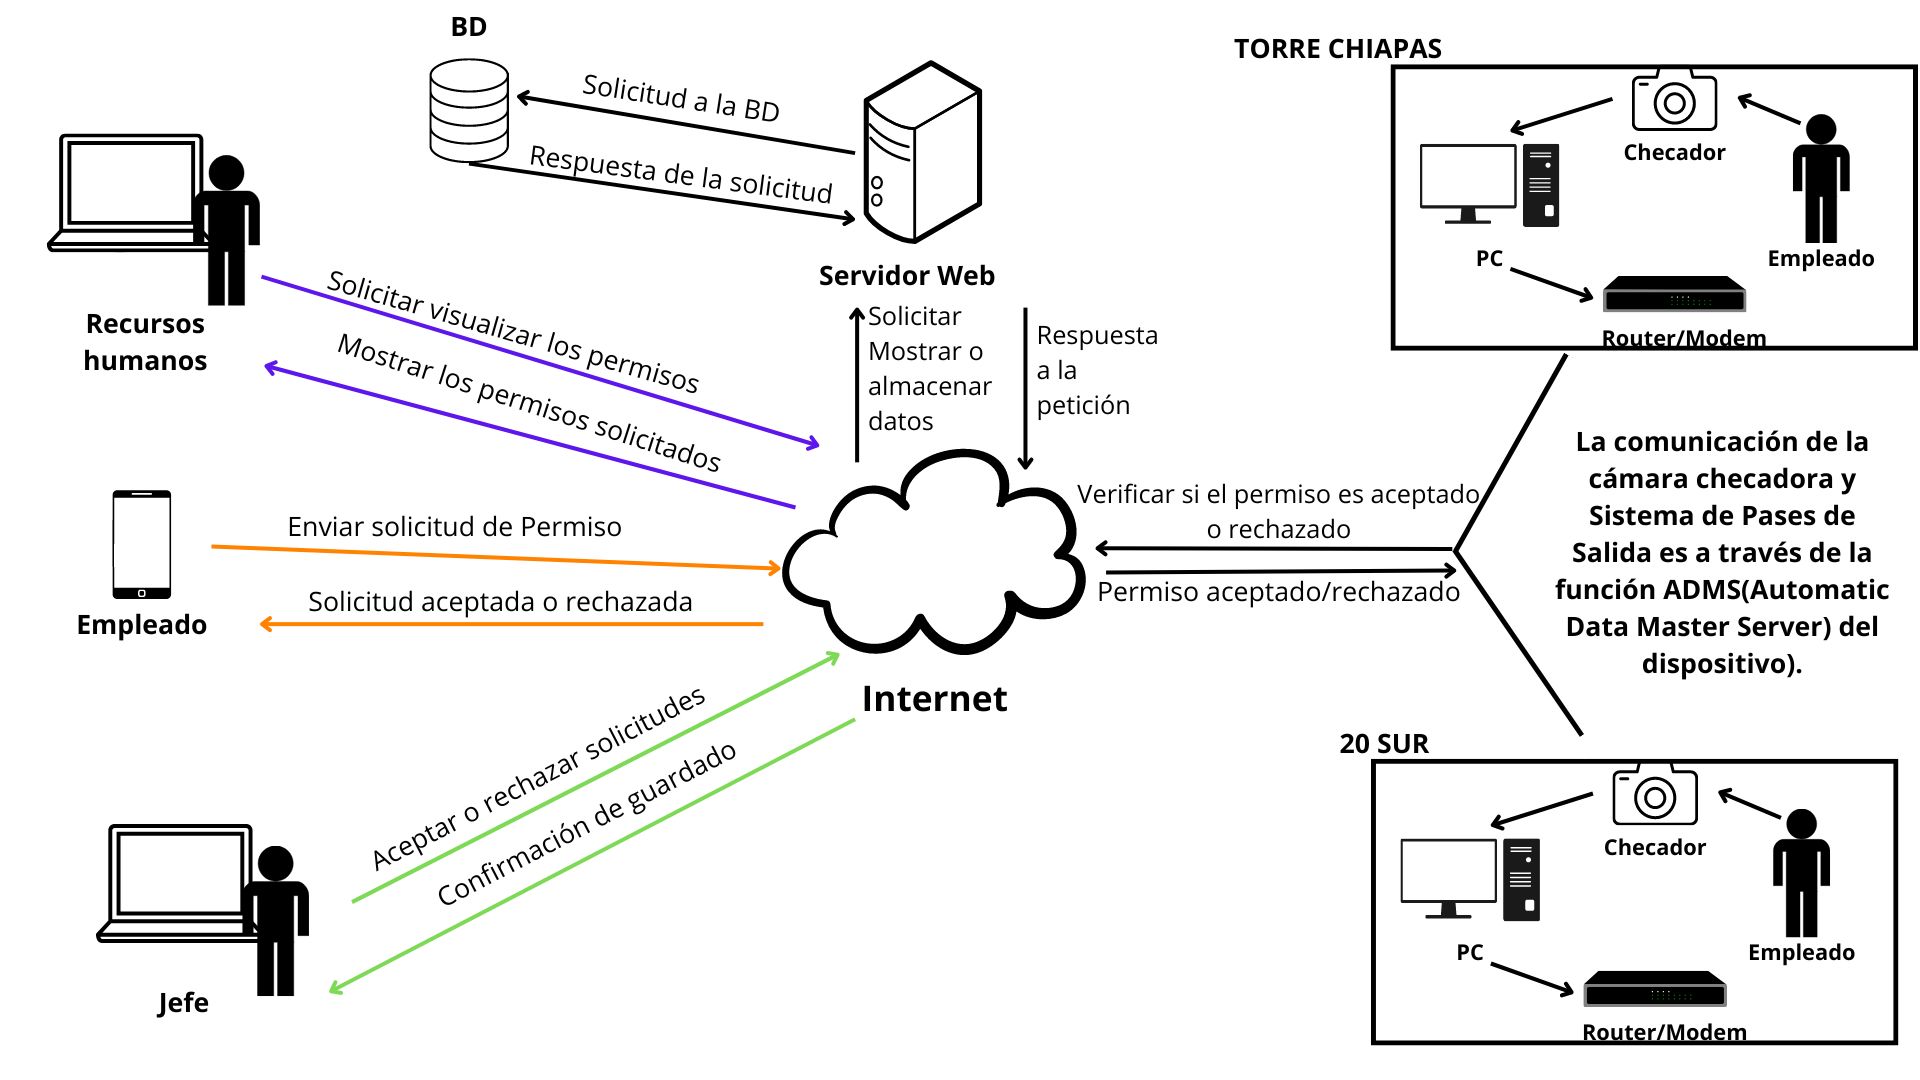 BD
Solicitud a la BD
Respuesta de la solicitud
Servidor Web
TORRE CHIAPAS
Checador
PC
Empleado
Router/Modem
Recursos
humanos
Solicitar visualizar los permisos
Mostrar los permisos solicitados
Solicitar
Mostrar o
almacenar
datos
Respuesta
a la
petición
Enviar solicitud de Permiso
Solicitud aceptada o rechazada
Empleado
Internet
Verificar si el permiso es aceptado
o rechazado
Permiso aceptado/rechazado
La comunicación de la
cámara checadora y
Sistema de Pases de
Salida es a través de la
función ADMS(Automatic
Data Master Server) del
dispositivo).
Aceptar o rechazar solicitudes
Confirmación de guardado
Jefe
20 SUR
Checador
PC
Empleado
Router/Modem